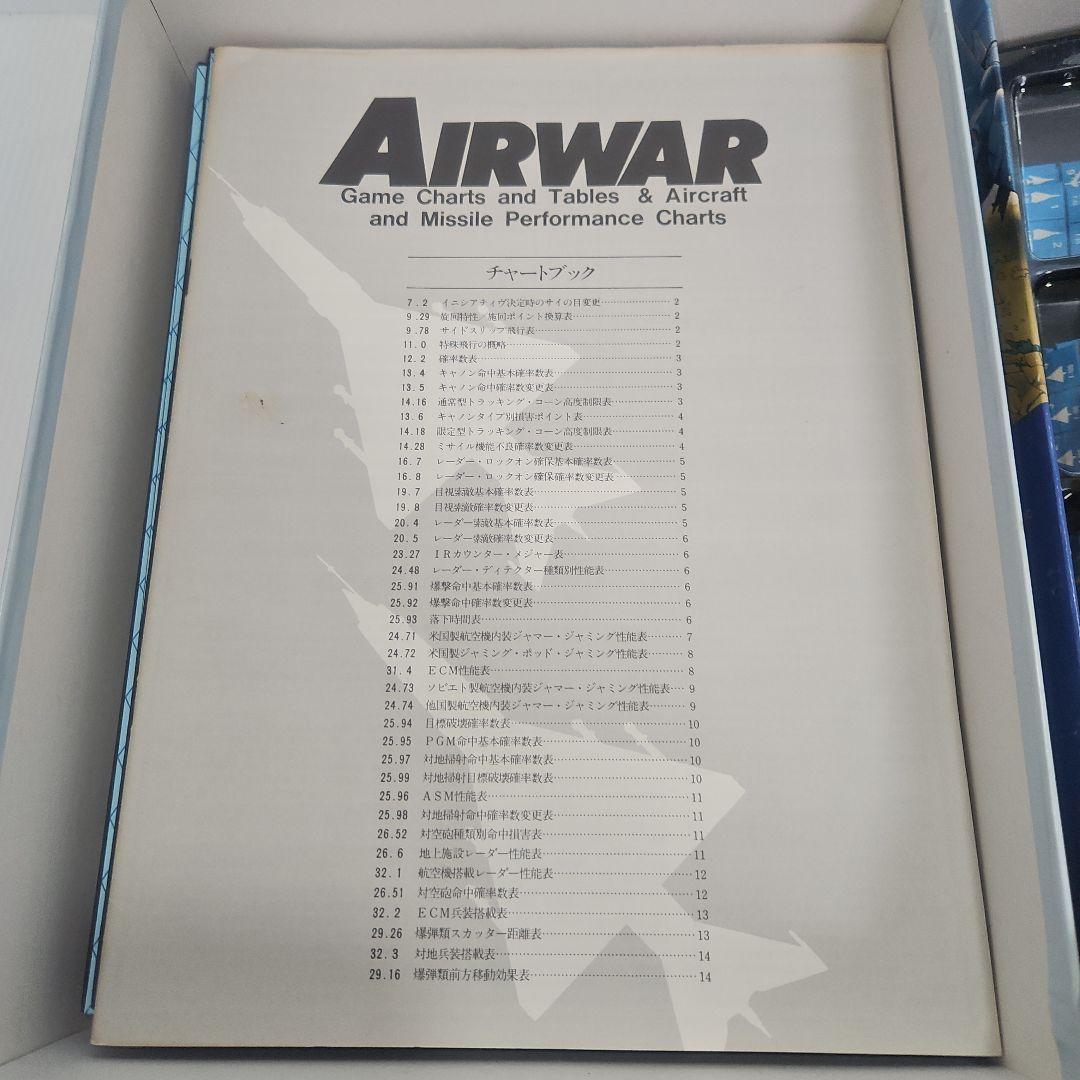 AIRWAR
Game Charts and Tables & Aircraft
and Missile Performance Charts
チャートブック
7.2 イニシアティヴ決定時のサイの目変更 2
9.29 旋回特性/施回ポイント換算表 2
9.78 サイドスリップ飛行表 2
11.0 特殊飛行の概略 2
12.2 確率数表 3
13.4 キャノン命中基本確率数表 3
13.5 キャノン命中確率数変更表 3
14.16 通常型トラッキング・コーン高度制限表 3
13.6 キャノンタイプ別損害ポイント表 4
14.18 限定型トラッキング・コーン高度制限表 4
14.28 ミサイル機能不良確率数変更表 4
16.7 レーダー・ロックオン確保基本確率数表 5
16.8 レーダー・ロックオン確保確率数変更表 5
19.7 目視索敵基本確率数表 5
19.8 目視索敵確率数変更表 5
20.4 レーダー索敵基本確率数表 5
20.5 レーダー索敵確率数変更表 6
23.27 IRカウンター・メジャー表 6
24.48 レーダー・ディテクター種類別性能表 6
25.91 爆撃命中基本確率数表 6
25.92 爆撃命中確率数変更表 6
25.93 落下時間表 6
24.71 米国製航空機内装ジャマー・ジャミング性能表 7
24.72 米国製ジャミング・ポッド・ジャミング性能表 8
31.4 ECM性能表 8
24.73 ソビエト製航空機内装ジャマー・ジャミング性能表 9
24.74 他国製航空機内装ジャマー・ジャミング性能表 9
25.94 目標破壊確率数表 10
25.95 PGM命中基本確率数表 10
25.97 対地掃射命中基本確率数表 10
25.99 対地掃射目標破壊確率数表 10
25.96 ASM性能表 11
25.98 対地掃射命中確率数変更表 11
26.52 対空砲種類別命中損害表 11
26.6 地上施設レーダー性能表 11
32.1 航空機搭載レーダー性能表 12
26.51 対空砲命中確率数表 12
32.2 ECM兵装搭載表 13
29.26 爆弾類スカッター距離表 13
32.3 対地兵装搭載表 14
29.16 爆弾類前方移動効果表 14